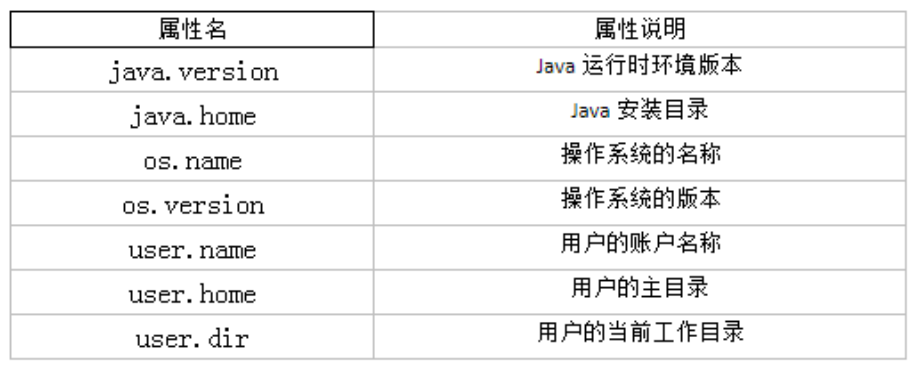 属性名 属性说明
java.version Java 运行时环境版本
java.home Java 安装目录
os.name 操作系统的名称
os.version 操作系统的版本
user.name 用户的账户名称
user.home 用户的主目录
user.dir 用户的当前工作目录